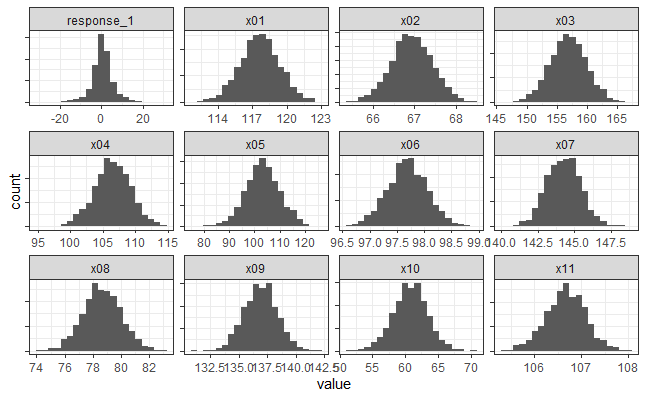 response_1 x01 x02 x03
-20 0 20 114 117 120 123 66 67 68 145 150 155 160 165
x04 x05 x06 x07
95 100 105 110 115 80 90 100 110 120 96.5 97.0 97.5 98.0 98.5 99.0 140.0 142.5 145.0 147.5
count
x08 x09 x10 x11
74 76 78 80 82 132.5 135.0 137.5 140.0 142.5 50 55 60 65 70 106 107 108
value